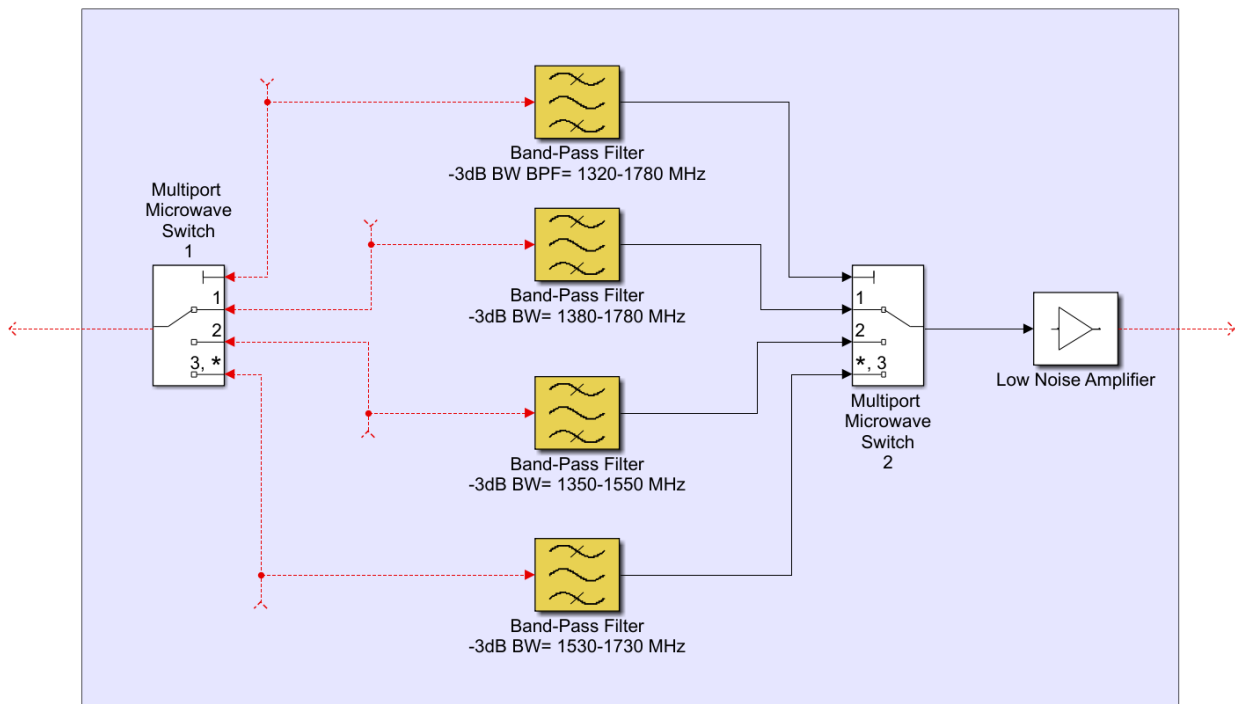 Band-Pass Filter
-3dB BW BPF= 1320-1780 MHz
Multiport
Microwave
Switch
1
1
2
3, *
Band-Pass Filter
-3dB BW= 1380-1780 MHz
1
2
*, 3
Multiport
Microwave
Switch
2
Low Noise Amplifier
Band-Pass Filter
-3dB BW= 1350-1550 MHz
Band-Pass Filter
-3dB BW= 1530-1730 MHz